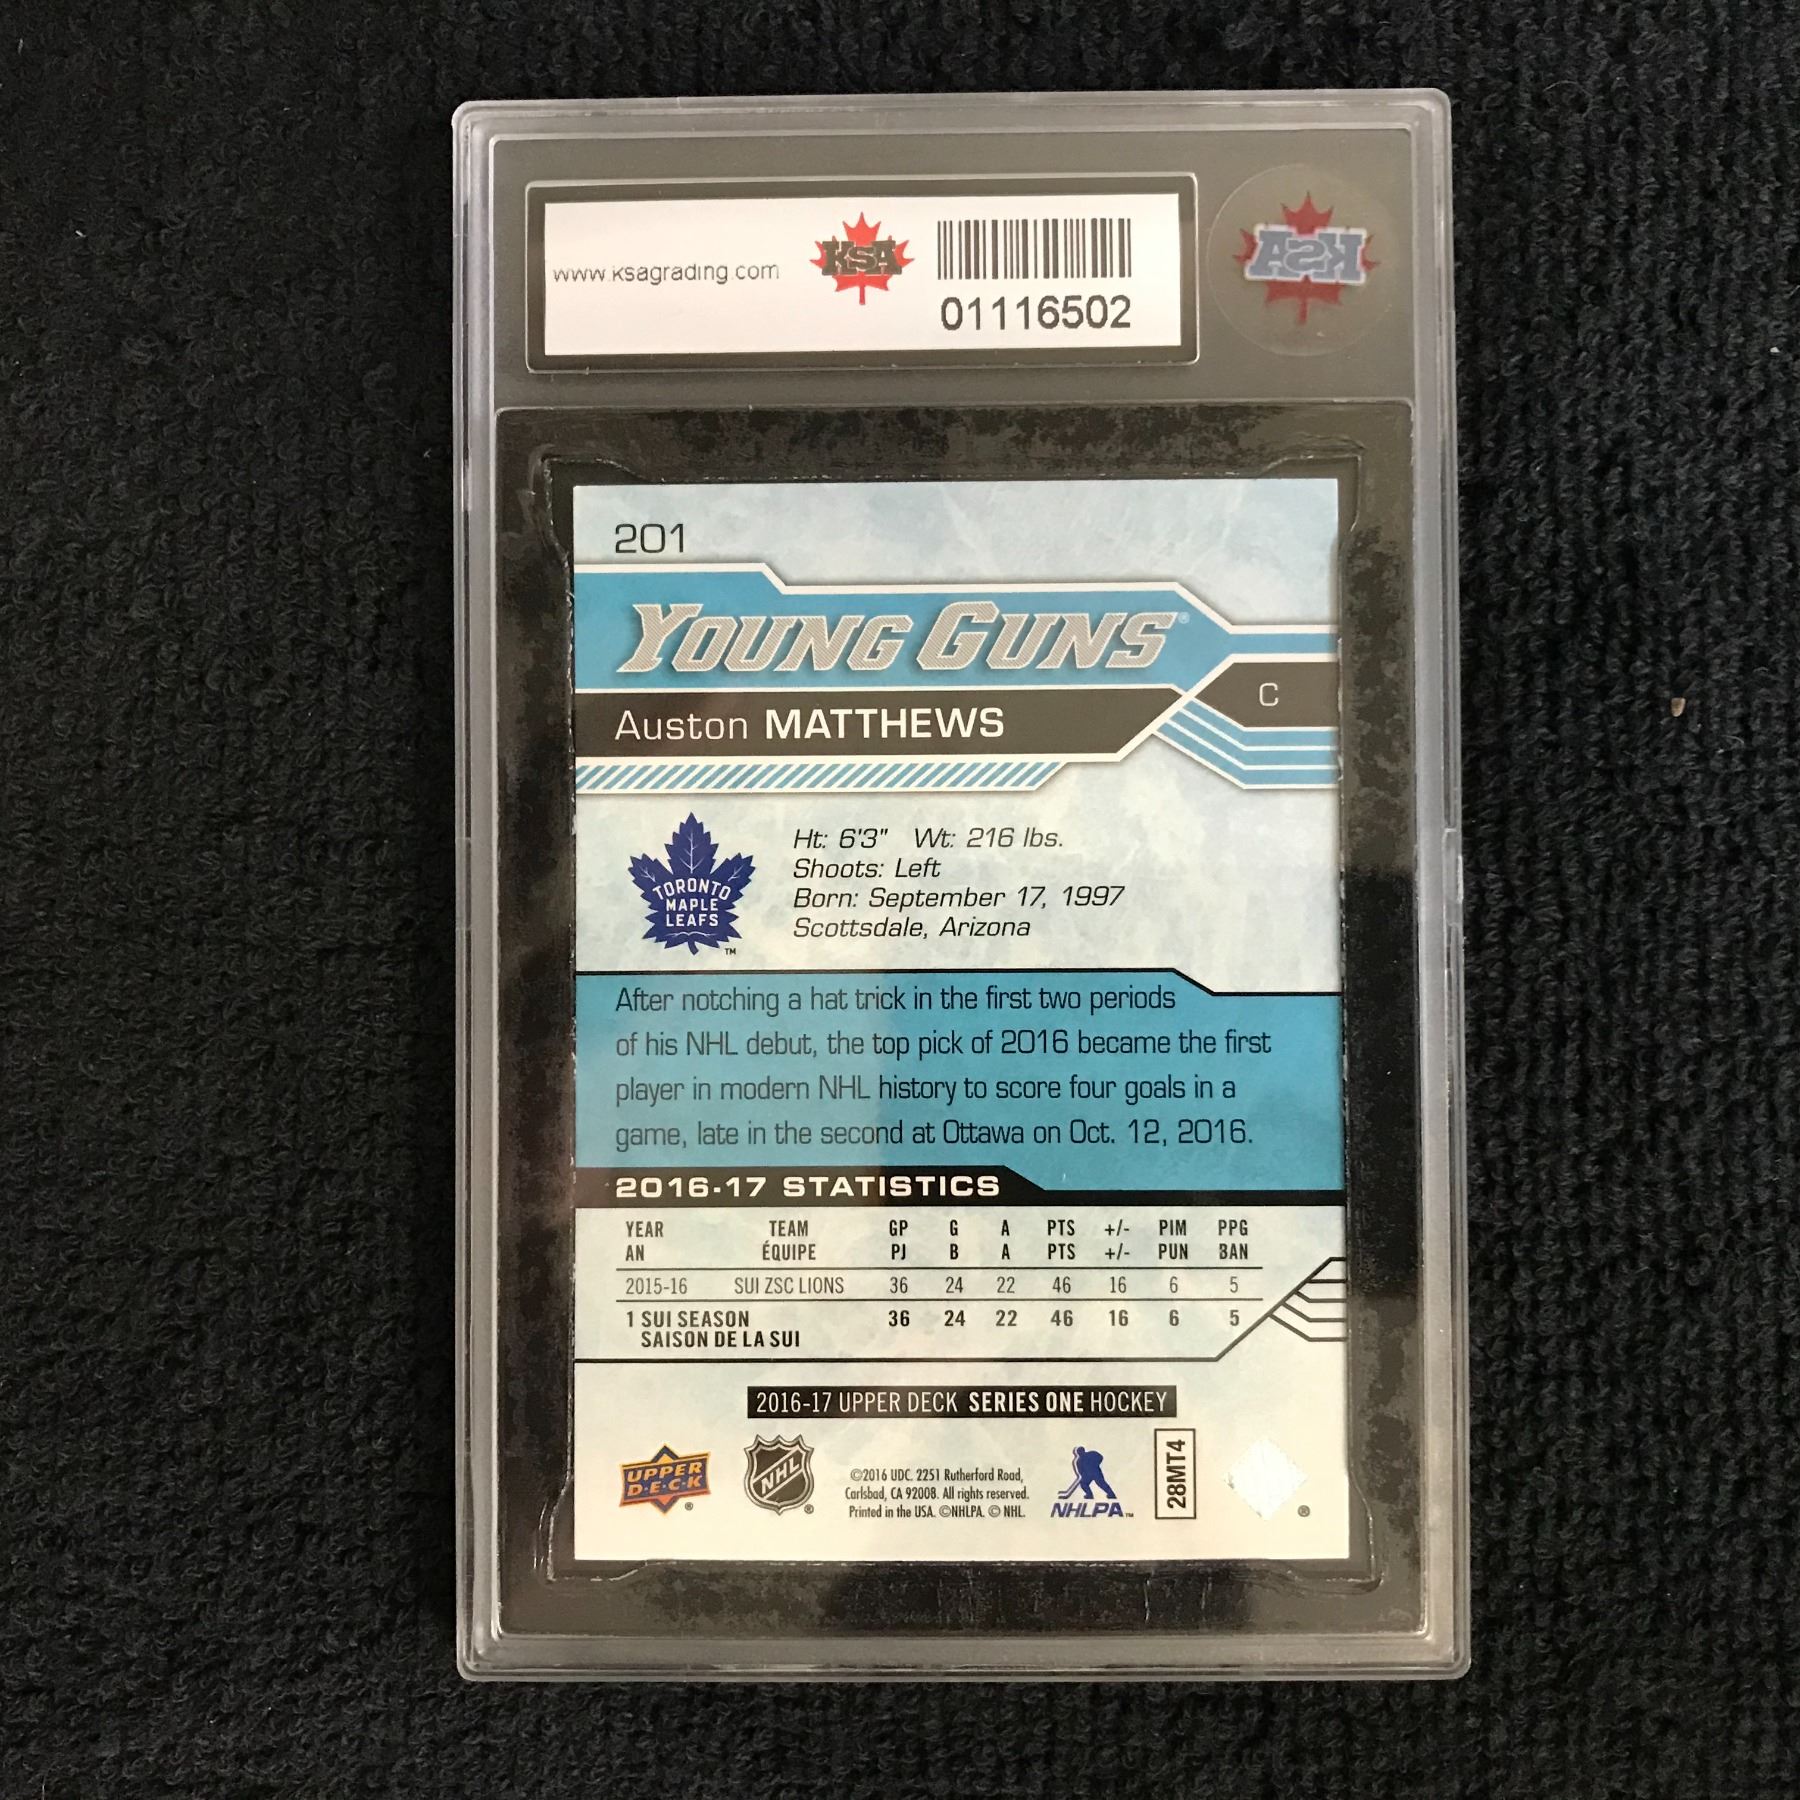 www.ksagrading.com
KSA
01116502
KSA
201
YOUNG GUNS®
Auston MATTHEWS
C
TORONTO
MAPLE
LEAFS
TM
Ht: 6'3" Wt: 216 lbs.
Shoots: Left
Born: September 17, 1997
Scottsdale, Arizona
After notching a hat trick in the first two periods
of his NHL debut, the top pick of 2016 became the first
player in modern NHL history to score four goals in a
game, late in the second at Ottawa on Oct. 12, 2016.
2016-17 STATISTICS
YEAR TEAM GP G A PTS +/- PIM PPG
AN ÉQUIPE PJ B A PTS +/- PUN BAN
2015-16 SUI ZSC LIONS 36 24 22 46 16 6 5
1 SUI SEASON 36 24 22 46 16 6 5
SAISON DE LA SUI
2016-17 UPPER DECK SERIES ONE HOCKEY
UPPER
D·E·C·K
®
NHL
®
©2016 UDC. 2251 Rutherford Road,
Carlsbad, CA 92008. All rights reserved.
Printed in the USA. ©NHLPA. © NHL.
NHLPA™
28MT4
®